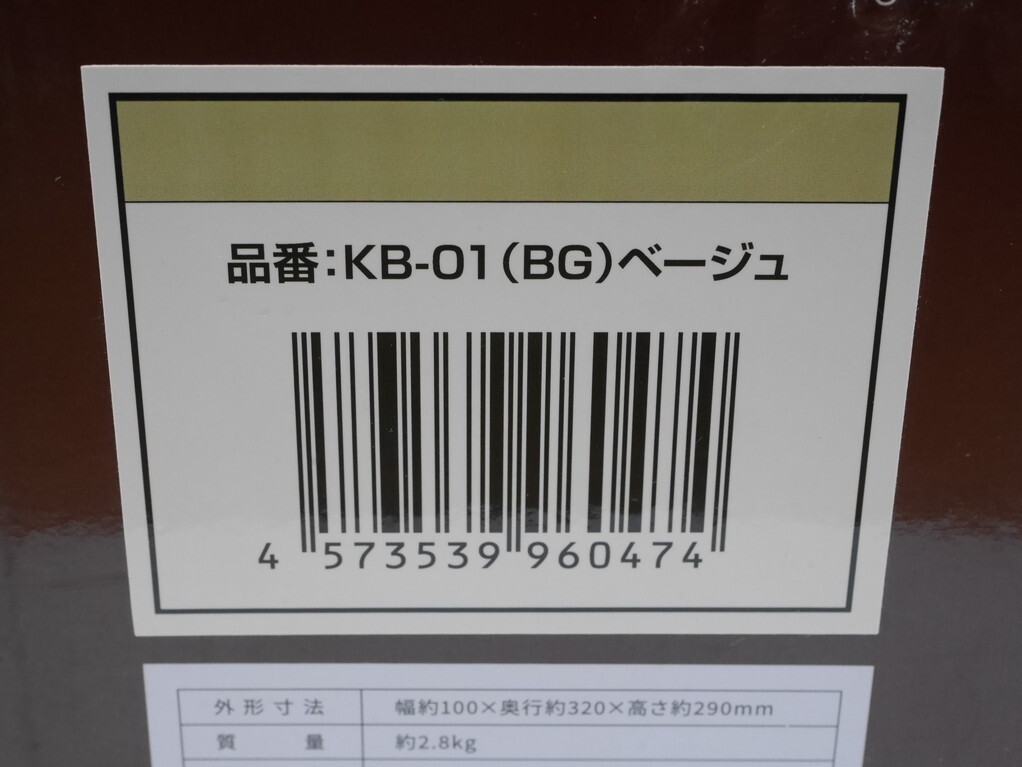 品番:KB-01(BG)ベージュ
4 573539 960474
外形寸法 幅約100×奥行約320×高さ約290mm
質量 約2.8kg